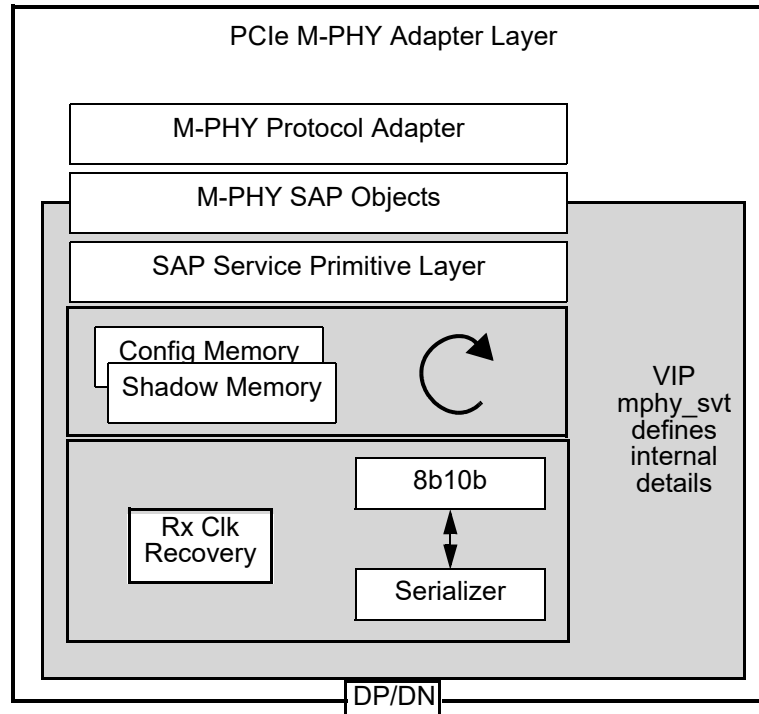 PCIe M-PHY Adapter Layer
M-PHY Protocol Adapter
M-PHY SAP Objects
SAP Service Primitive Layer
Config Memory
Shadow Memory
VIP
mphy_svt
defines
internal
details
8b10b
Rx Clk
Recovery
Serializer
DP/DN